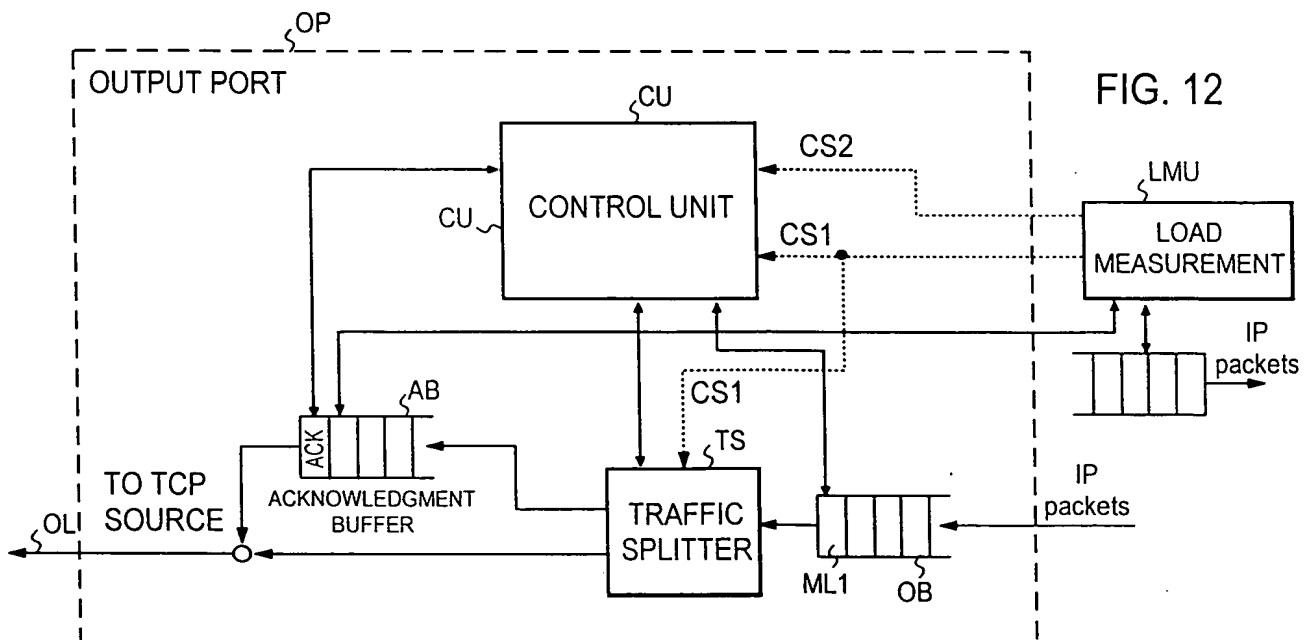 OP
OUTPUT PORT
FIG. 12
CU
CS2
LMU
CONTROL UNIT
CU
CS1
LOAD
MEASUREMENT
IP
packets
CS1
AB
TS
ACK
ACKNOWLEDGMENT
BUFFER
TO TCP
SOURCE
OL
TRAFFIC
SPLITTER
IP
packets
ML1
OB